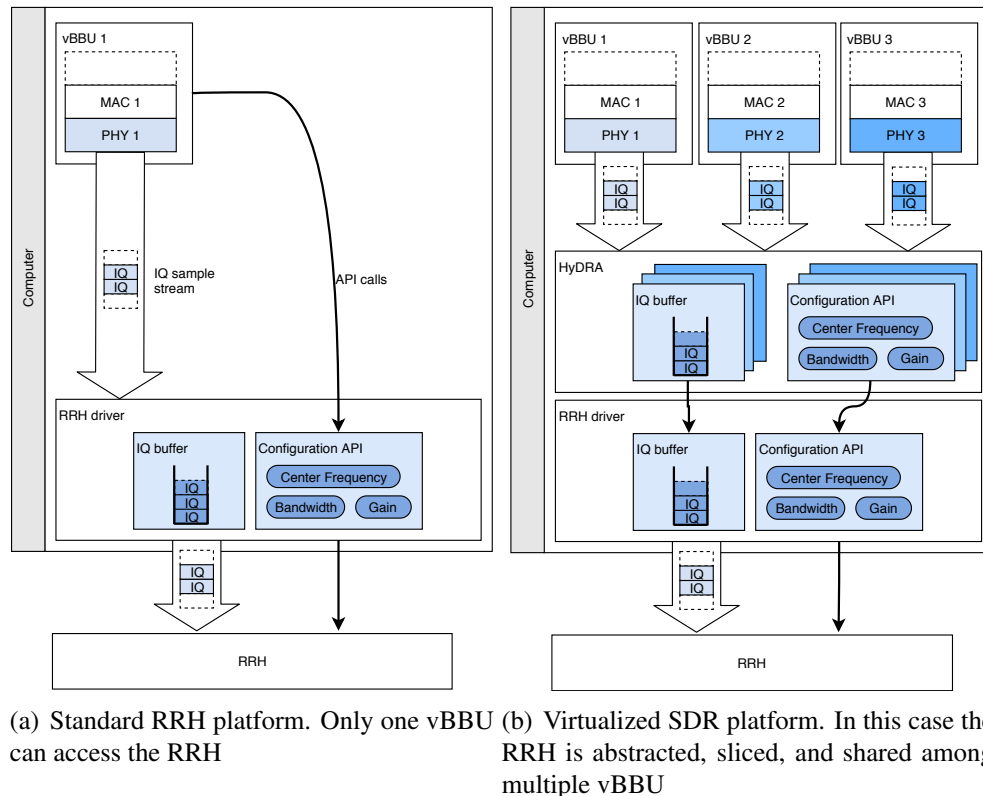 Computer
vBBU 1
MAC 1
PHY 1
IQ
IQ
IQ sample
stream
API calls
RRH driver
IQ buffer
IQ
IQ
IQ
Configuration API
Center Frequency
Bandwidth
Gain
IQ
IQ
RRH
(a) Standard RRH platform. Only one vBBU
can access the RRH
Computer
vBBU 1
MAC 1
PHY 1
vBBU 2
MAC 2
PHY 2
vBBU 3
MAC 3
PHY 3
IQ
IQ
IQ
IQ
IQ
IQ
HyDRA
IQ buffer
IQ
IQ
Configuration API
Center Frequency
Bandwidth
Gain
RRH driver
IQ buffer
IQ
IQ
Configuration API
Center Frequency
Bandwidth
Gain
IQ
IQ
RRH
(b) Virtualized SDR platform. In this case the
RRH is abstracted, sliced, and shared among
multiple vBBU